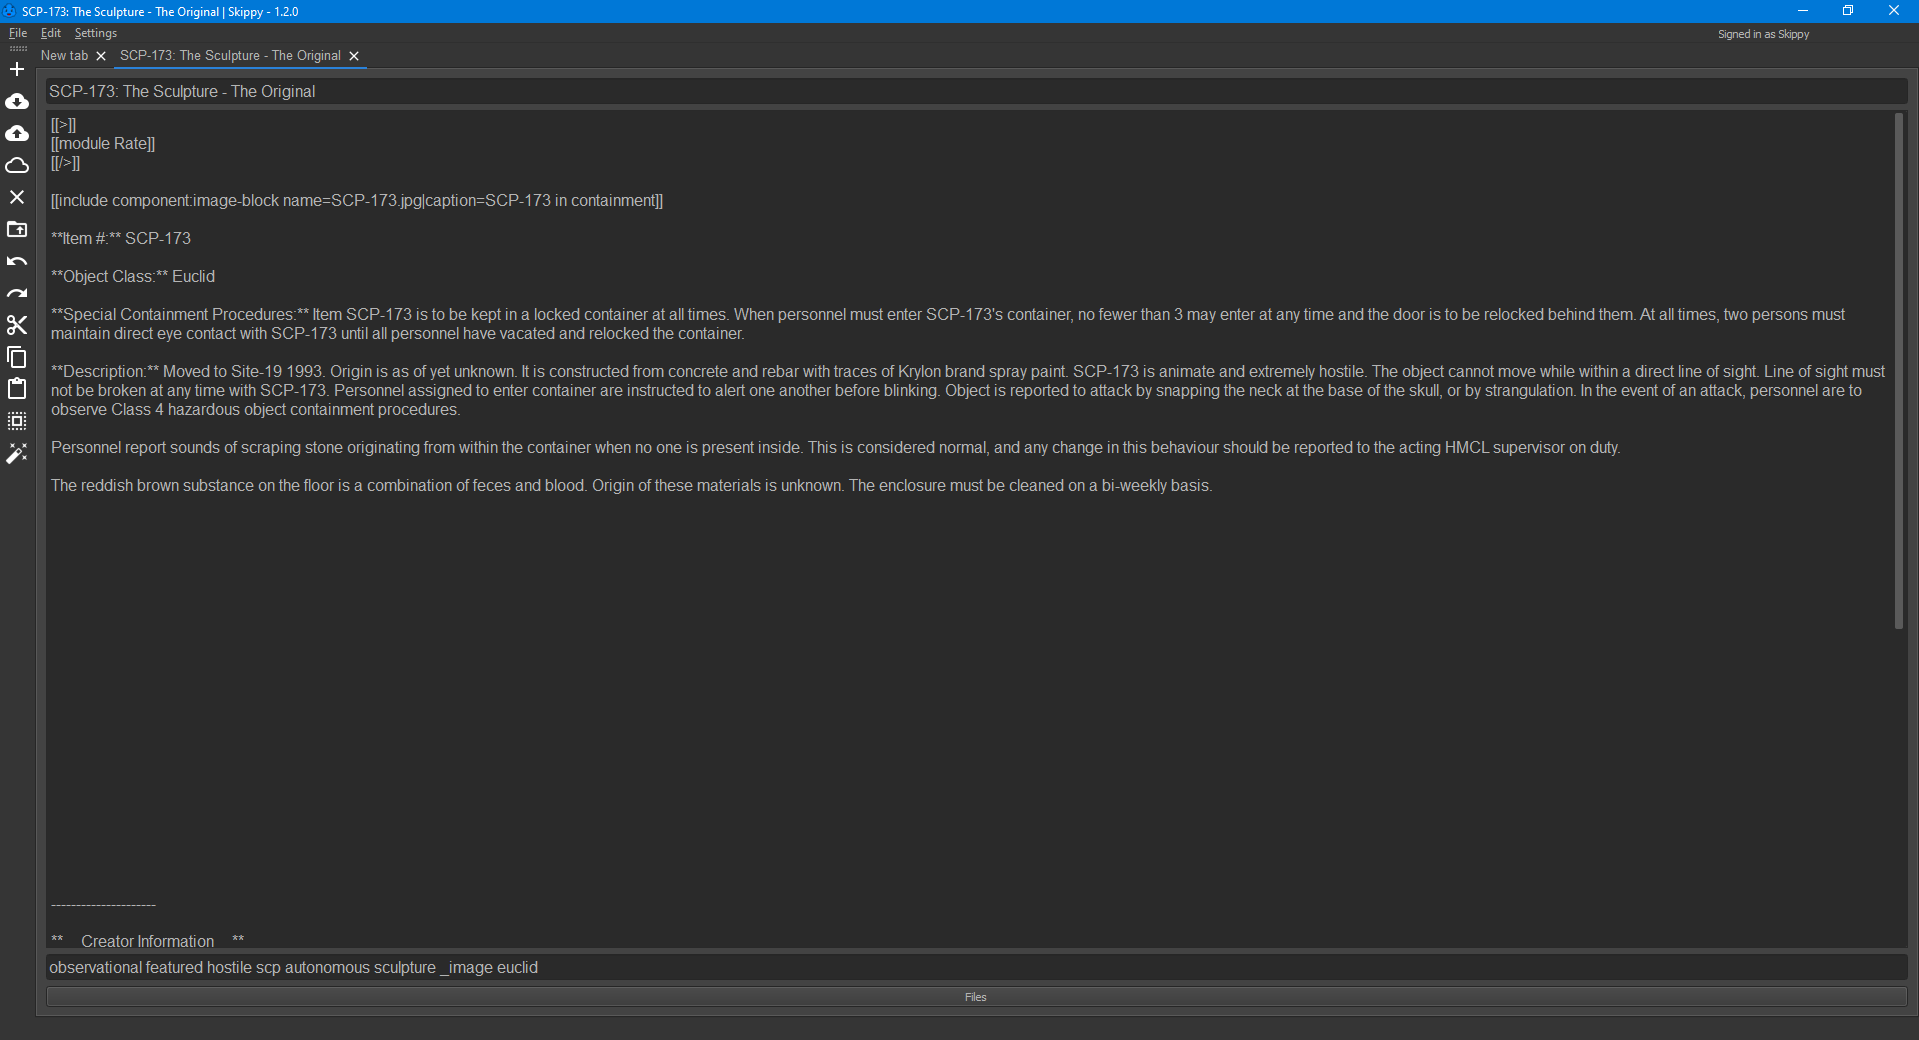 SCP-173: The Sculpture - The Original | Skippy - 1.2.0
File Edit Settings
Signed in as Skippy
New tab SCP-173: The Sculpture - The Original
SCP-173: The Sculpture - The Original
[[>]]
[[module Rate]]
[[/>]]
[[include component:image-block name=SCP-173.jpg|caption=SCP-173 in containment]]
**Item #:** SCP-173
**Object Class:** Euclid
**Special Containment Procedures:** Item SCP-173 is to be kept in a locked container at all times. When personnel must enter SCP-173's container, no fewer than 3 may enter at any time and the door is to be relocked behind them. At all times, two persons must
maintain direct eye contact with SCP-173 until all personnel have vacated and relocked the container.
**Description:** Moved to Site-19 1993. Origin is as of yet unknown. It is constructed from concrete and rebar with traces of Krylon brand spray paint. SCP-173 is animate and extremely hostile. The object cannot move while within a direct line of sight. Line of sight must
not be broken at any time with SCP-173. Personnel assigned to enter container are instructed to alert one another before blinking. Object is reported to attack by snapping the neck at the base of the skull, or by strangulation. In the event of an attack, personnel are to
observe Class 4 hazardous object containment procedures.
Personnel report sounds of scraping stone originating from within the container when no one is present inside. This is considered normal, and any change in this behaviour should be reported to the acting HMCL supervisor on duty.
The reddish brown substance on the floor is a combination of feces and blood. Origin of these materials is unknown. The enclosure must be cleaned on a bi-weekly basis.
---------------------
** Creator Information **
observational featured hostile scp autonomous sculpture _image euclid
Files